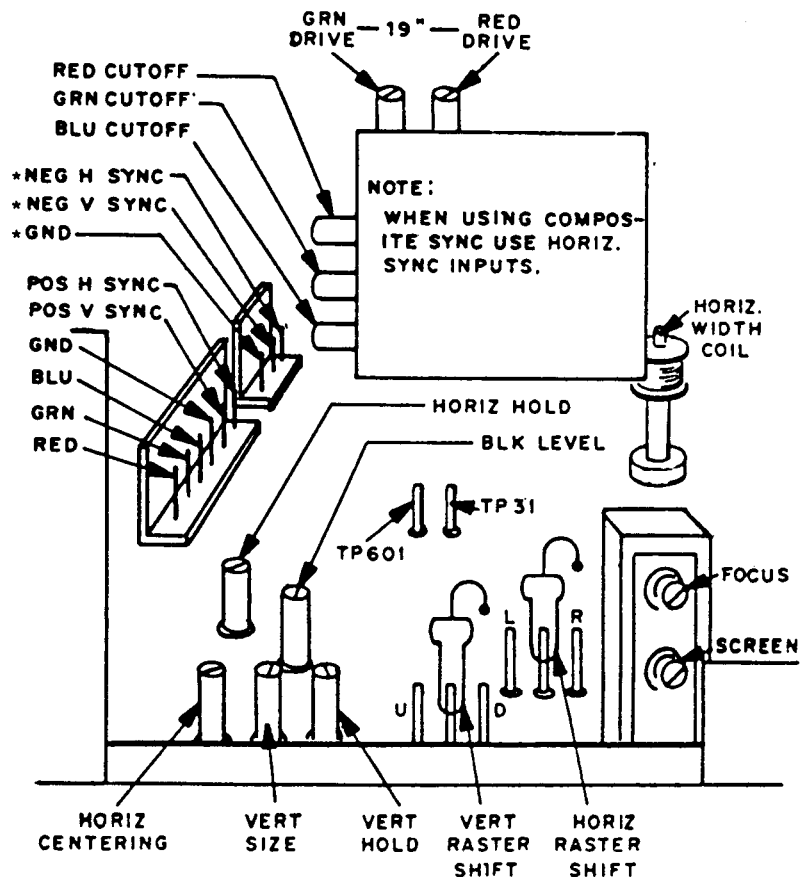 GRN DRIVE
19"
RED DRIVE
RED CUTOFF
GRN CUTOFF
BLU CUTOFF
*NEG H SYNC
*NEG V SYNC
*GND
POS H SYNC
POS V SYNC
GND
BLU
GRN
RED
NOTE:
WHEN USING COMPOS-
ITE SYNC USE HORIZ.
SYNC INPUTS.
HORIZ.
WIDTH
COIL
HORIZ HOLD
BLK LEVEL
TP601
TP31
FOCUS
SCREEN
L
R
U
D
HORIZ
CENTERING
VERT
SIZE
VERT
HOLD
VERT
RASTER
SHIFT
HORIZ
RASTER
SHIFT